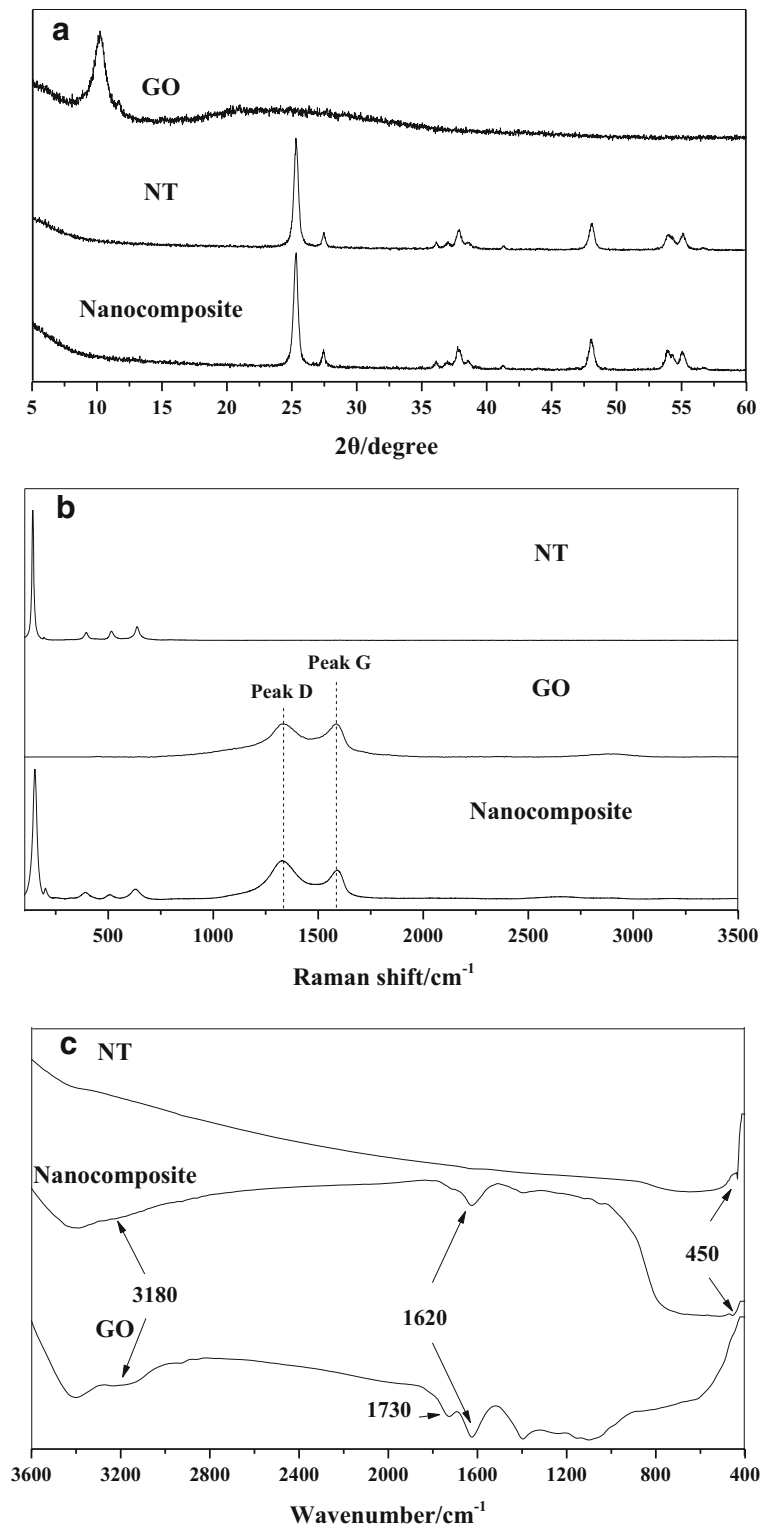 a
GO
NT
Nanocomposite
5 10 15 20 25 30 35 40 45 50 55 60
2θ/degree
b
NT
Peak G
Peak D
GO
Nanocomposite
500 1000 1500 2000 2500 3000 3500
Raman shift/cm-1
c
NT
Nanocomposite
450
3180
1620
GO
1730
3600 3200 2800 2400 2000 1600 1200 800 400
Wavenumber/cm-1